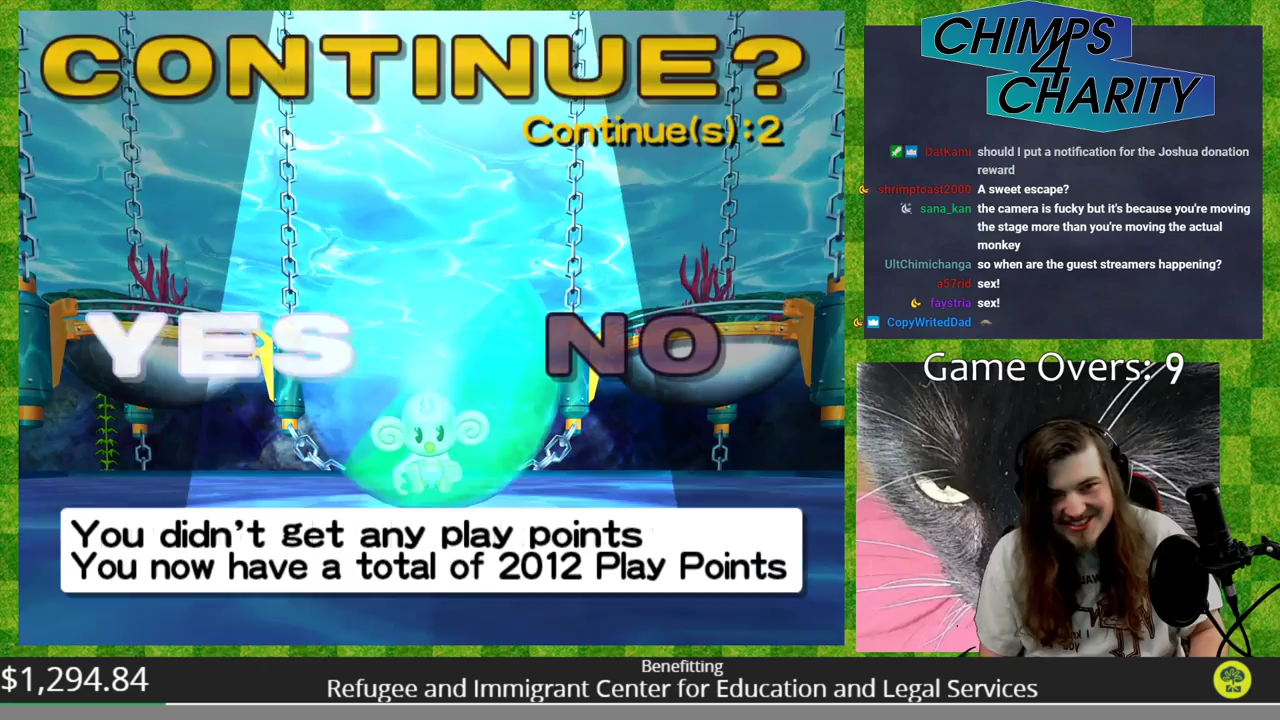 CONTINUE?
Continue(s):2
YES NO
You didn't get any play points
You now have a total of 2012 Play Points
CHIMPS
4
CHARITY
DatKami should I put a notification for the Joshua donation
reward
shrimptoast2000 A sweet escape?
sana_kan the camera is fucky but it's because you're moving
the stage more than you're moving the actual
monkey
UltChimichanga so when are the guest streamers happening?
a57rid sex!
faystria sex!
CopyWritedDad
Game Overs: 9
$1,294.84
Benefitting
Refugee and Immigrant Center for Education and Legal Services